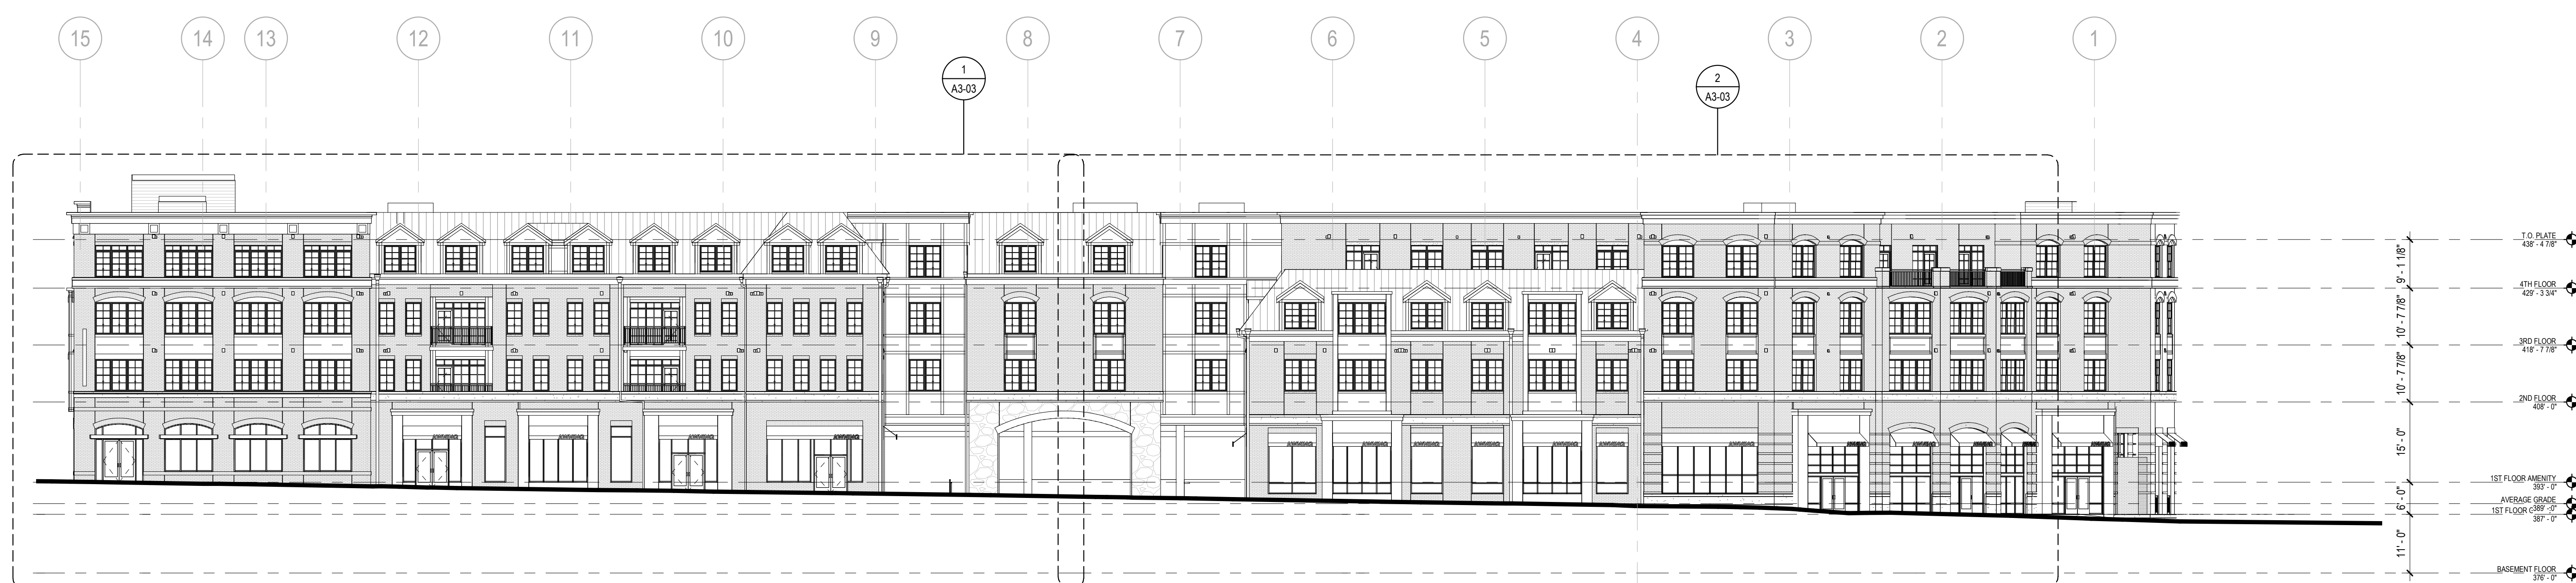 15 14 13 12 11 10 9 8 7 6 5 4 3 2 1
1
A3-03
2
A3-03
T.O. PLATE
438' - 4 7/8"
9' - 1 1/8"
4TH FLOOR
429' - 3 3/4"
10' - 7 7/8"
3RD FLOOR
418' - 7 7/8"
10' - 7 7/8"
2ND FLOOR
408' - 0"
15' - 0"
1ST FLOOR AMENITY
393' - 0"
6' - 0"
AVERAGE GRADE
389' - 0"
1ST FLOOR
387' - 0"
11' - 0"
BASEMENT FLOOR
376' - 0"